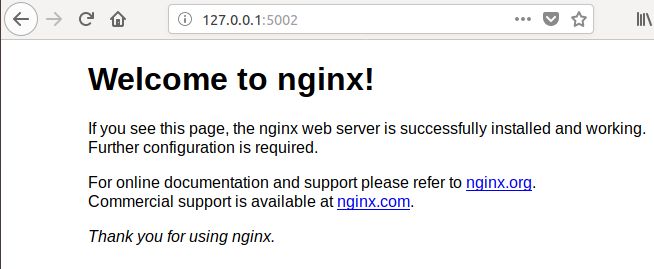 127.0.0.1:5002
Welcome to nginx!
If you see this page, the nginx web server is successfully installed and working.
Further configuration is required.
For online documentation and support please refer to nginx.org.
Commercial support is available at nginx.com.
Thank you for using nginx.